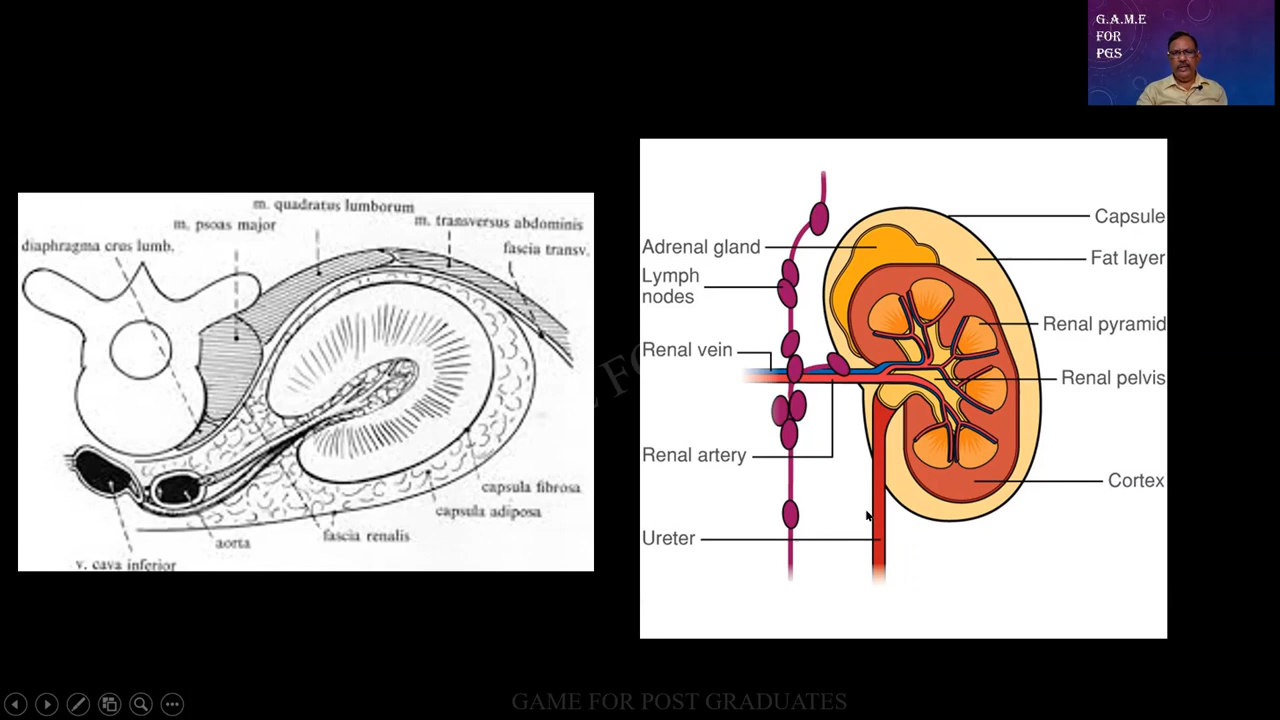 G.A.M.E
FOR
PGS
m. quadratus lumborum
m. psoas major
m. transversus abdominis
diaphragma crus lumb.
fascia transv.
capsula fibrosa
capsula adiposa
fascia renalis
aorta
v. cava inferior
Capsule
Adrenal gland
Fat layer
Lymph
nodes
Renal pyramid
Renal vein
Renal pelvis
Renal artery
Cortex
Ureter
GAME FOR POST GRADUATES